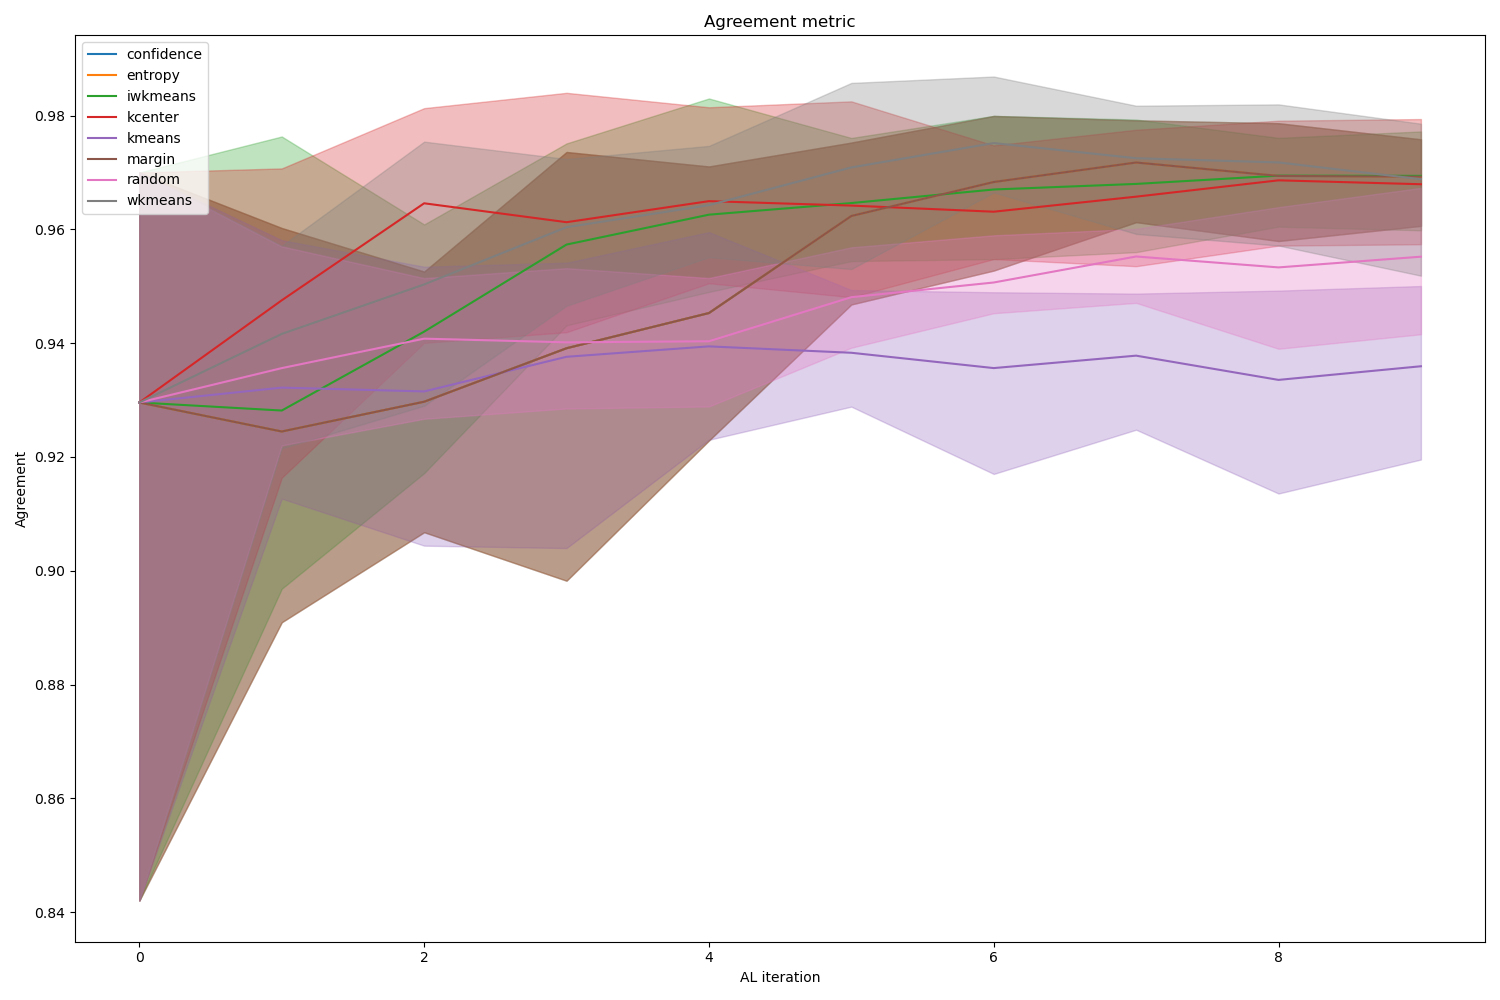 Agreement metric
confidence
entropy
iwkmeans
kcenter
kmeans
margin
random
wkmeans
Agreement
0.98
0.96
0.94
0.92
0.90
0.88
0.86
0.84
0 2 4 6 8
AL iteration